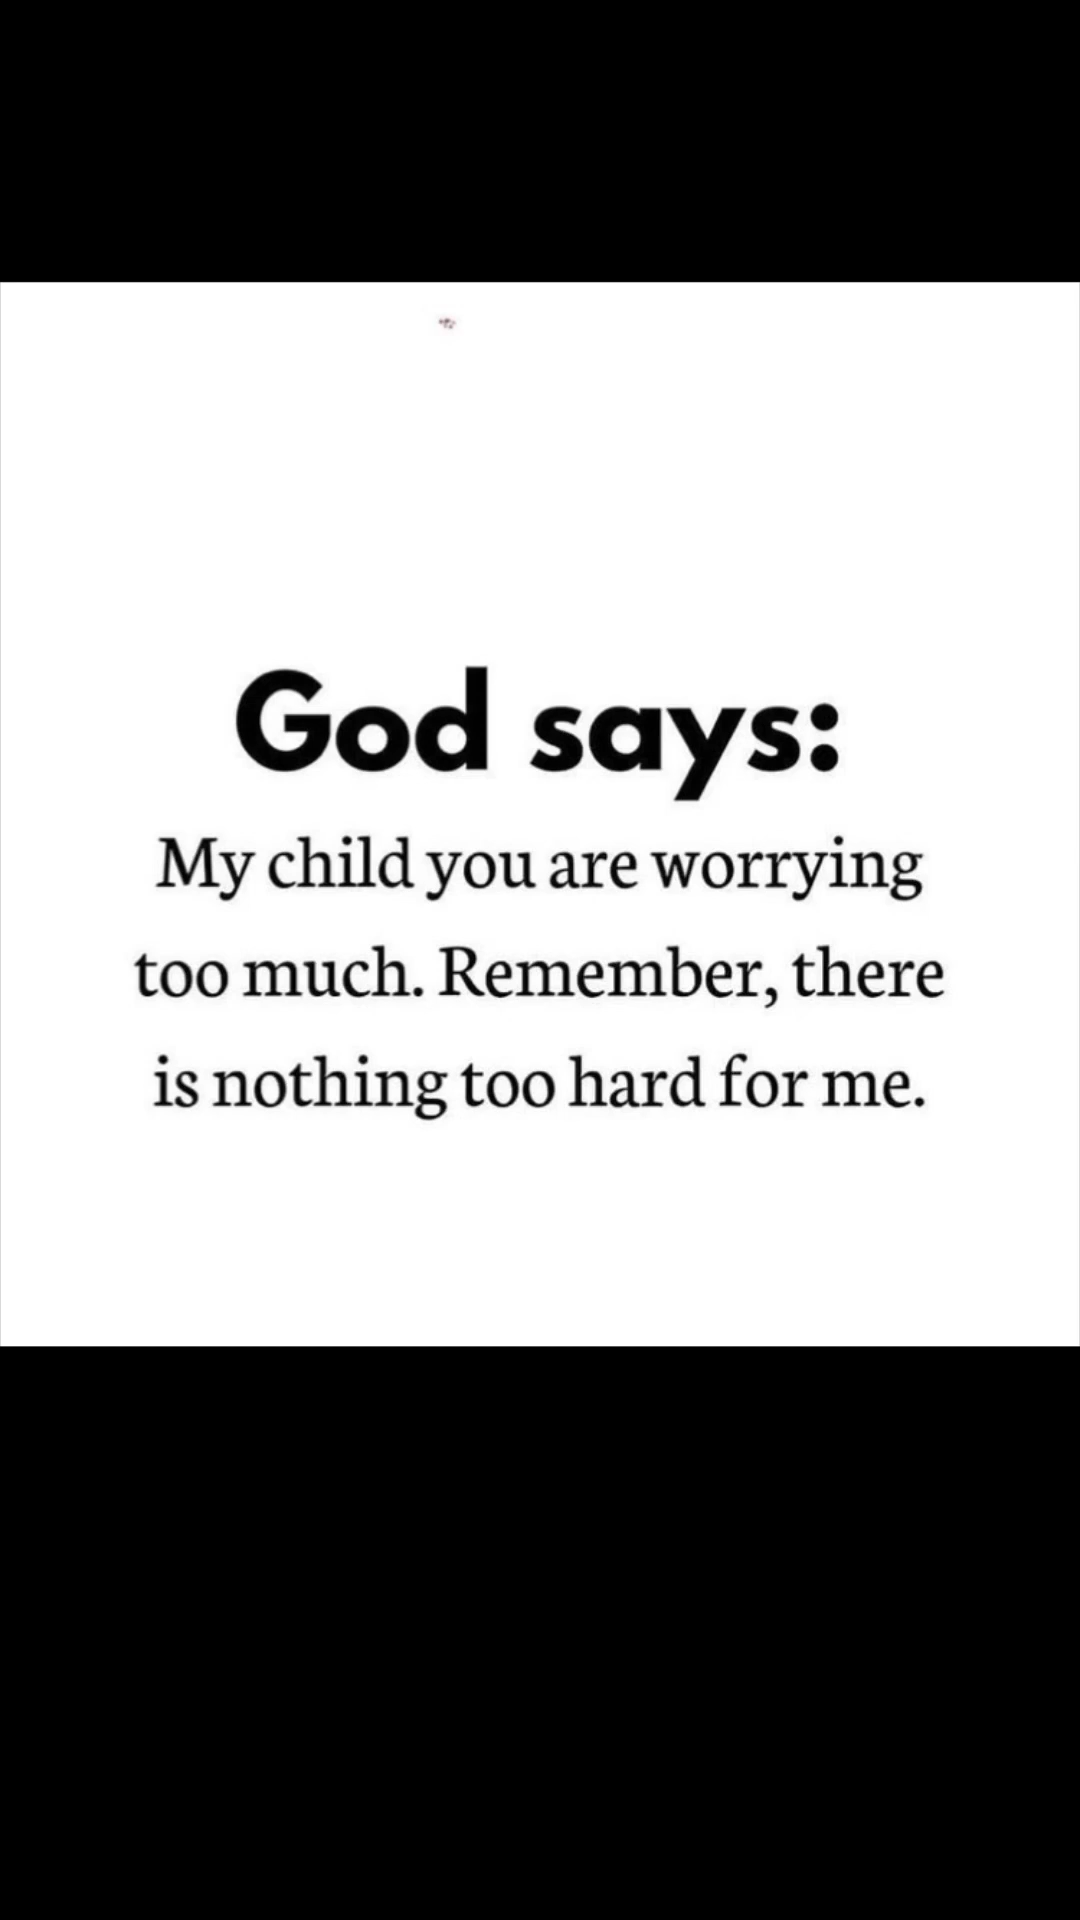 God says:
My child you are worrying
too much. Remember, there
is nothing too hard for me.